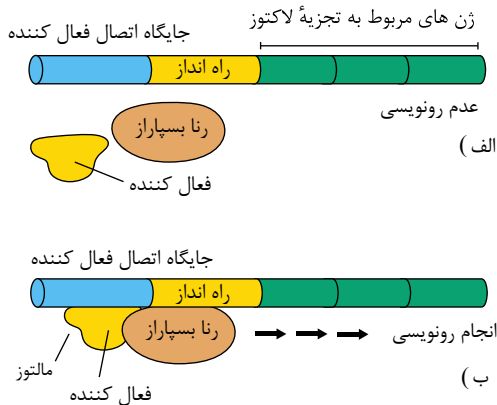 ژن های مربوط به تجزیهٔ لاکتوز
جایگاه اتصال فعال کننده
راه انداز
عدم رونویسی
رنا بسپاراز
الف )
فعال کننده
جایگاه اتصال فعال کننده
راه انداز
رنا بسپاراز
انجام رونویسی
مالتوز
ب )
فعال کننده